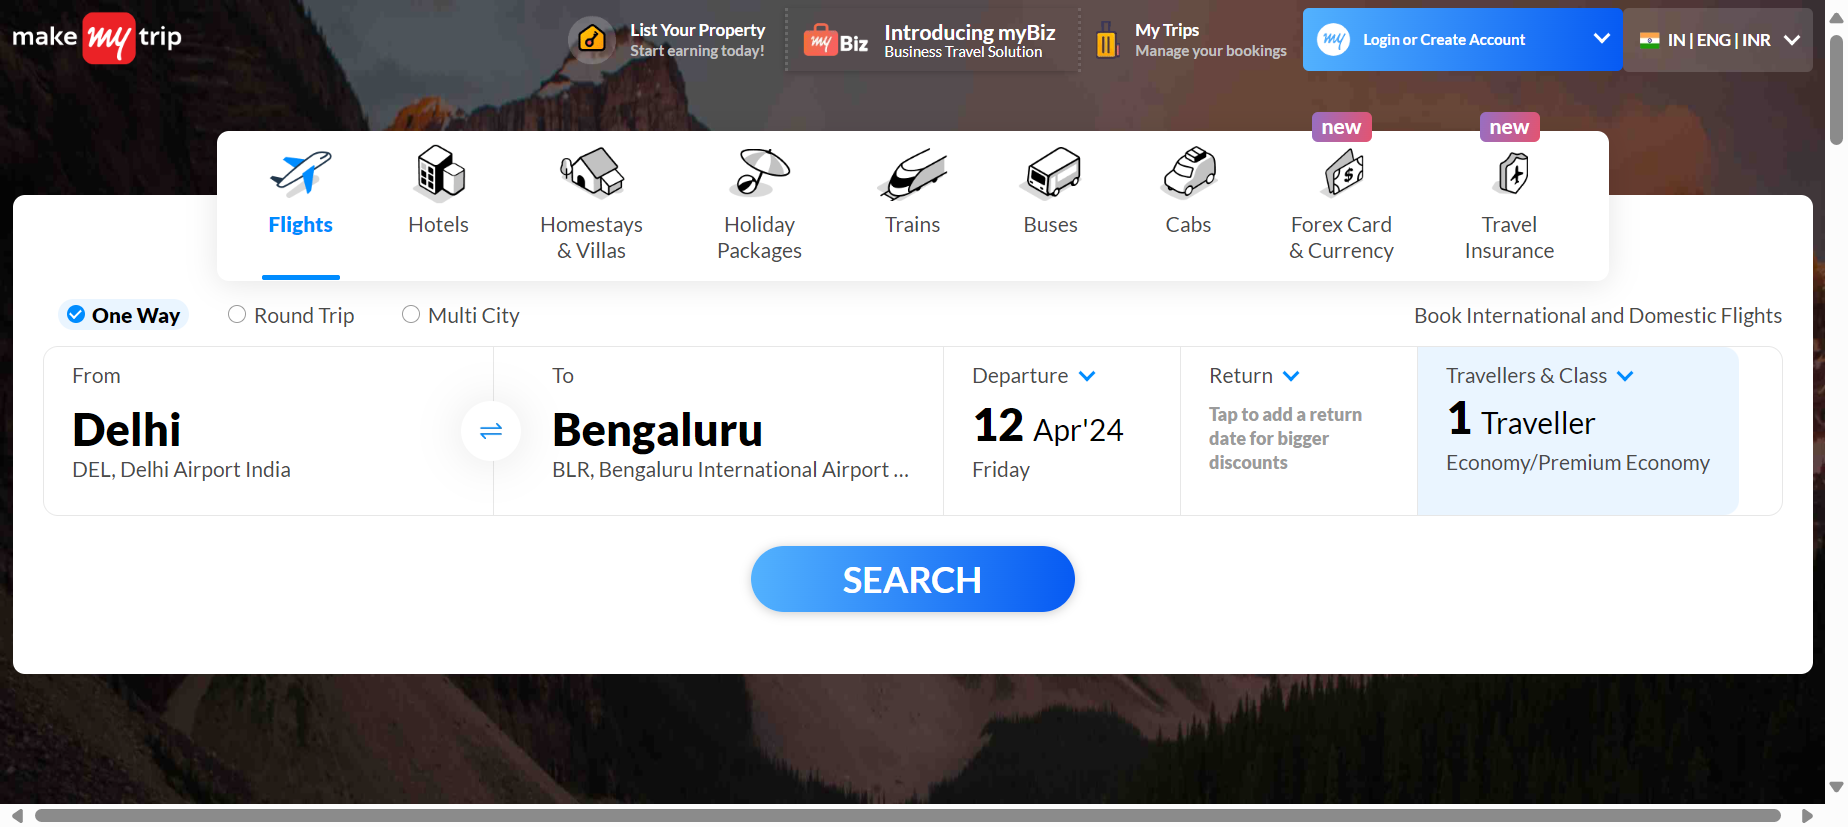 make my trip
List Your Property
Start earning today!
my Biz
Introducing myBiz
Business Travel Solution
My Trips
Manage your bookings
my
Login or Create Account
IN | ENG | INR
new
new
Flights
Hotels
Homestays
& Villas
Holiday
Packages
Trains
Buses
Cabs
Forex Card
& Currency
Travel
Insurance
One Way
Round Trip
Multi City
Book International and Domestic Flights
From
Delhi
DEL, Delhi Airport India
To
Bengaluru
BLR, Bengaluru International Airport ...
Departure
12 Apr'24
Friday
Return
Tap to add a return
date for bigger
discounts
Travellers & Class
1 Traveller
Economy/Premium Economy
SEARCH